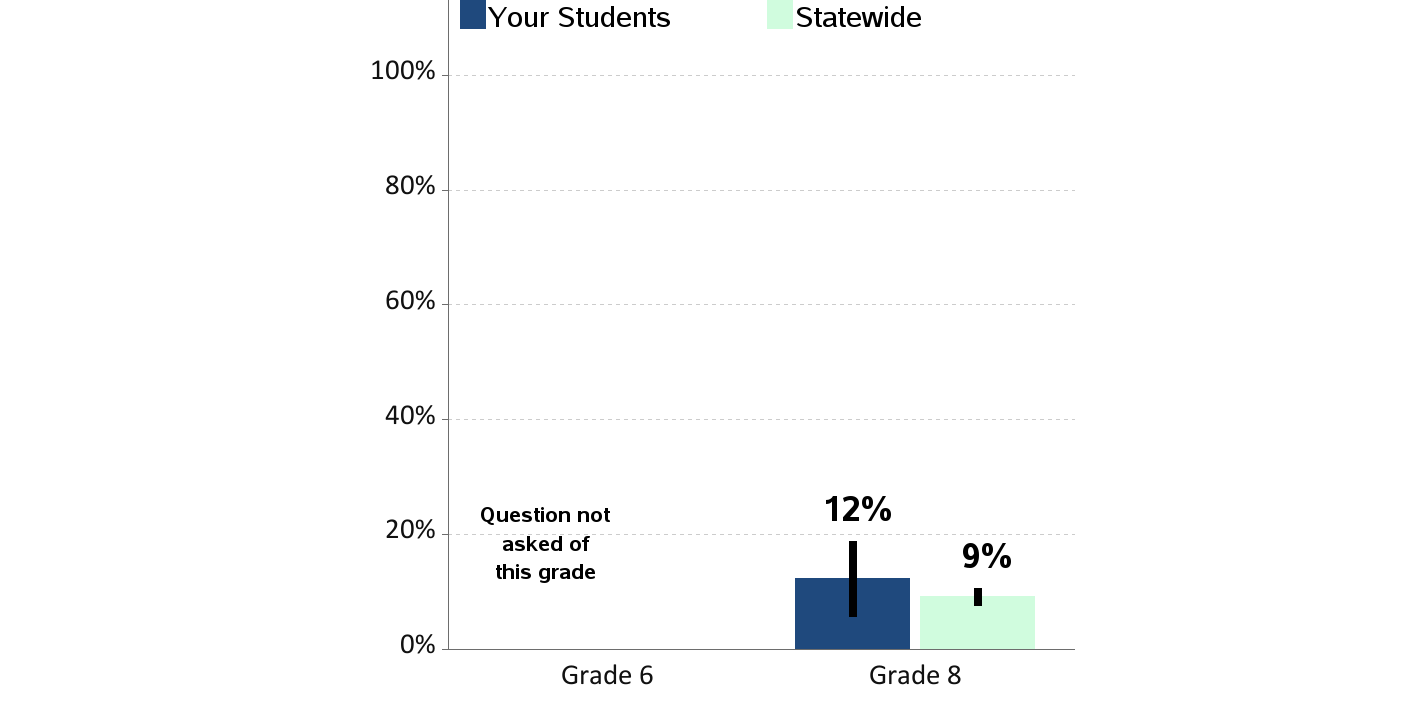 Your Students Statewide
100%
80%
60%
40%
20%
0%
Question not
asked of
this grade
12%
9%
Grade 6 Grade 8